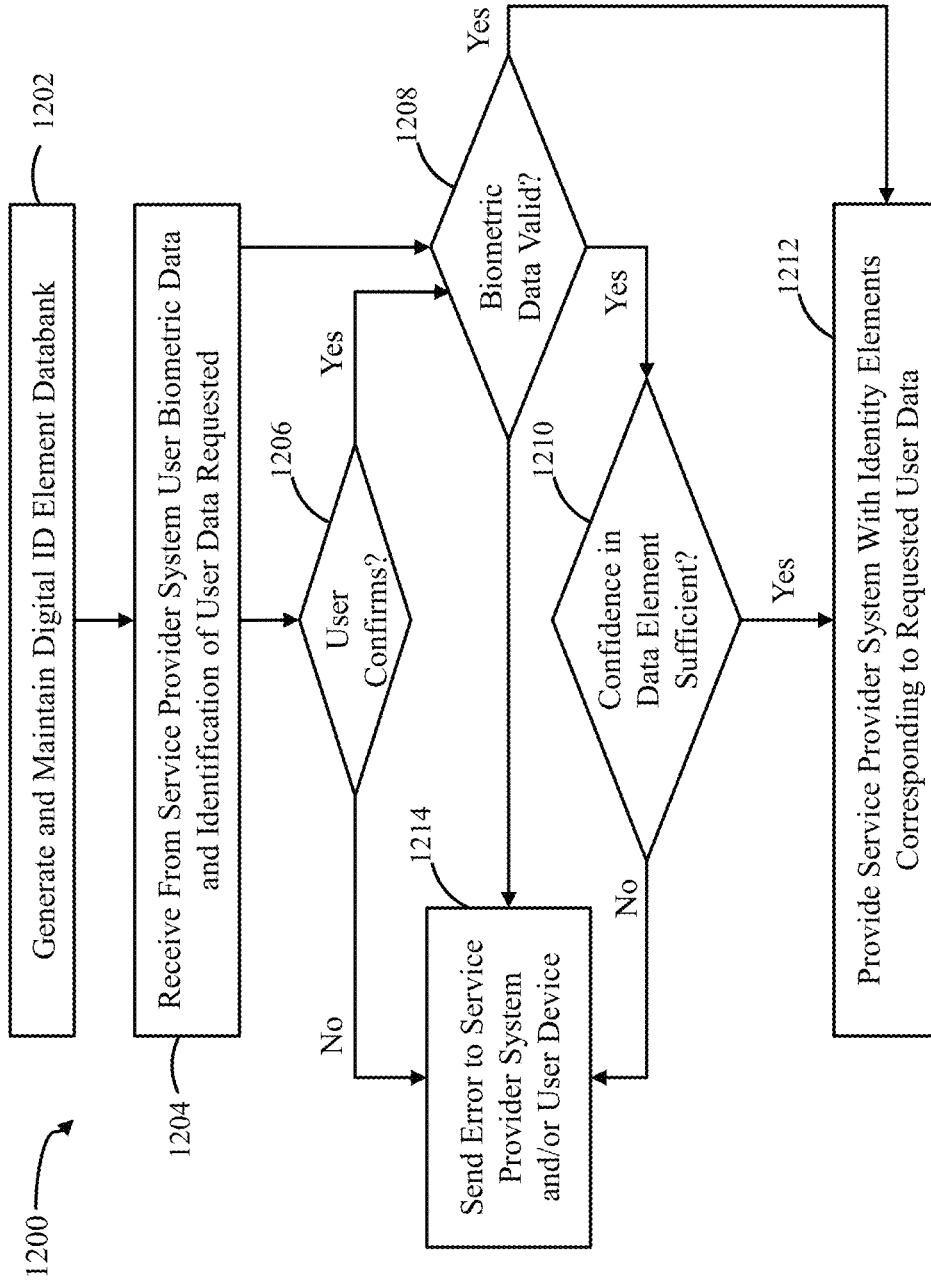 1200
Generate and Maintain Digital ID Element Databank
1202
Receive From Service Provider System User Biometric Data
and Identification of User Data Requested
1204
User
Confirms?
1206
No
Yes
Biometric
Data Valid?
1208
Yes
Yes
Send Error to Service
Provider System
and/or User Device
1214
Confidence in
Data Element
Sufficient?
1210
No
Yes
Provide Service Provider System With Identity Elements
Corresponding to Requested User Data
1212